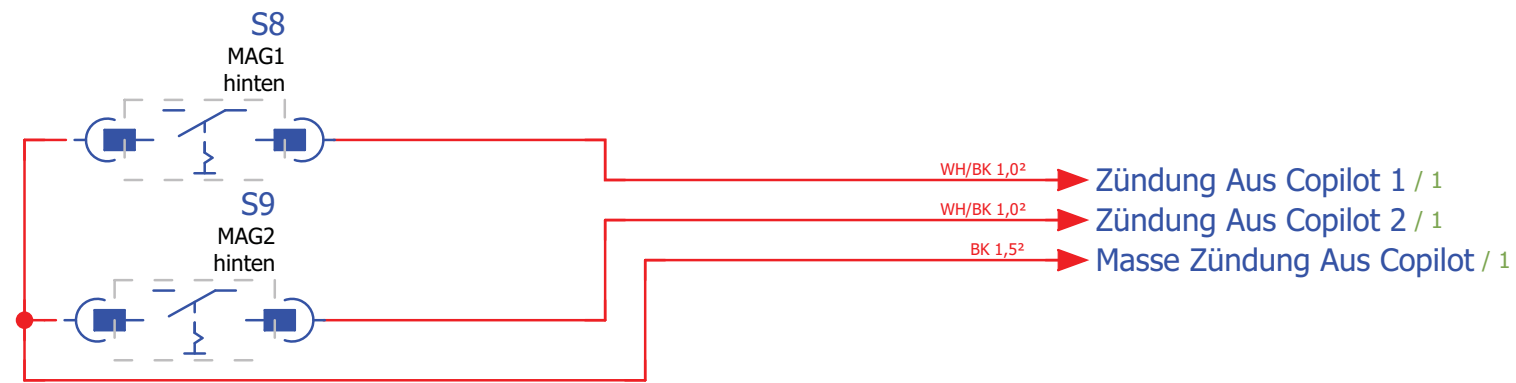 S8
MAG1
hinten
WH/BK 1,0²
Zündung Aus Copilot 1 / 1
S9
WH/BK 1,0²
Zündung Aus Copilot 2 / 1
MAG2
hinten
BK 1,5²
Masse Zündung Aus Copilot / 1